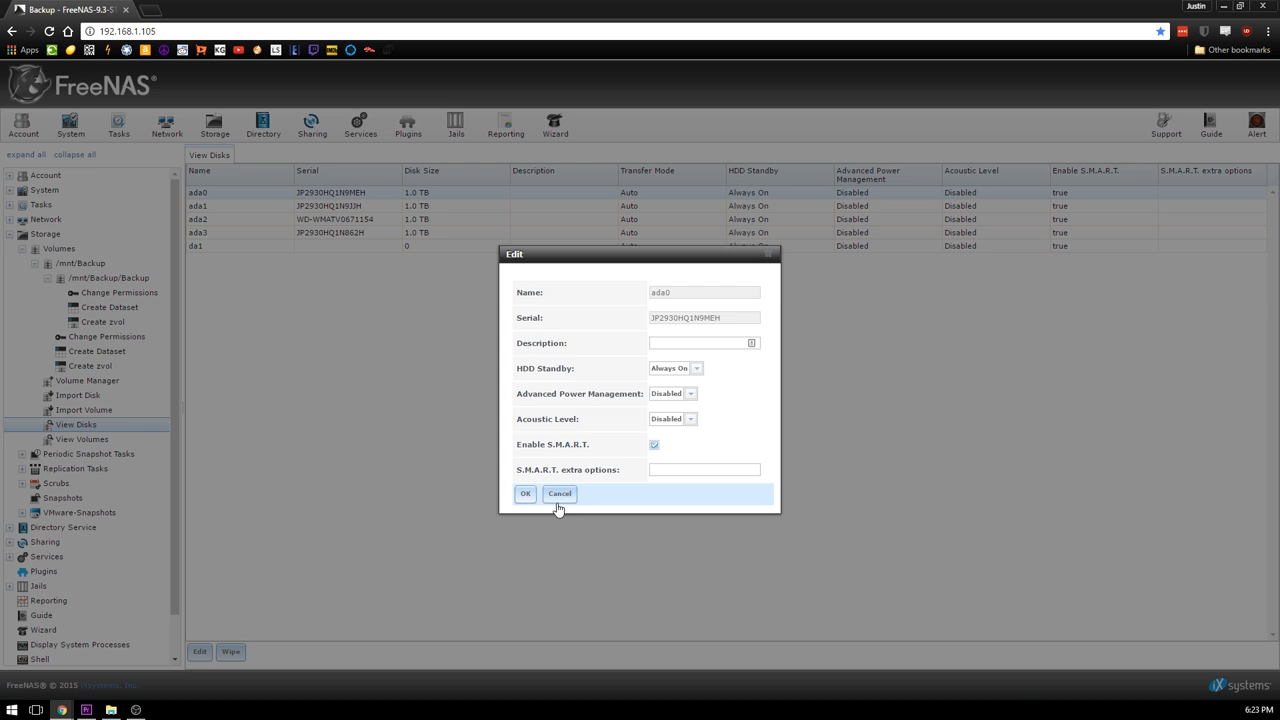 Backup - FreeNAS-9.3-S
Justin
192.168.1.105
Apps
Other bookmarks
FreeNAS®
Account
System
Tasks
Network
Storage
Directory
Sharing
Services
Plugins
Jails
Reporting
Wizard
Support
Guide
Alert
expand all collapse all
View Disks
Name Serial Disk Size Description Transfer Mode HDD Standby Advanced Power Management Acoustic Level Enable S.M.A.R.T. S.M.A.R.T. extra options
ada0 JP2930HQ1N9MEH 1.0 TB Auto Always On Disabled Disabled true
ada1 JP2930HQ1N9JJH 1.0 TB Auto Always On Disabled Disabled true
ada2 WD-WMATV0671154 1.0 TB Auto Always On Disabled Disabled true
ada3 JP2930HQ1N862H 1.0 TB Auto Always On Disabled Disabled true
da1 0 Auto Always On Disabled Disabled true
Account
System
Tasks
Network
Storage
Volumes
/mnt/Backup
/mnt/Backup/Backup
Change Permissions
Create Dataset
Create zvol
Change Permissions
Create Dataset
Create zvol
Volume Manager
Import Disk
Import Volume
View Disks
View Volumes
Periodic Snapshot Tasks
Replication Tasks
Scrubs
Snapshots
VMware-Snapshots
Directory Service
Sharing
Services
Plugins
Jails
Reporting
Guide
Wizard
Display System Processes
Shell
Edit
Name: ada0
Serial: JP2930HQ1N9MEH
Description:
HDD Standby: Always On
Advanced Power Management: Disabled
Acoustic Level: Disabled
Enable S.M.A.R.T.
S.M.A.R.T. extra options:
OK Cancel
Edit Wipe
FreeNAS® © 2015 iXsystems, Inc.
iXsystems
6:23 PM